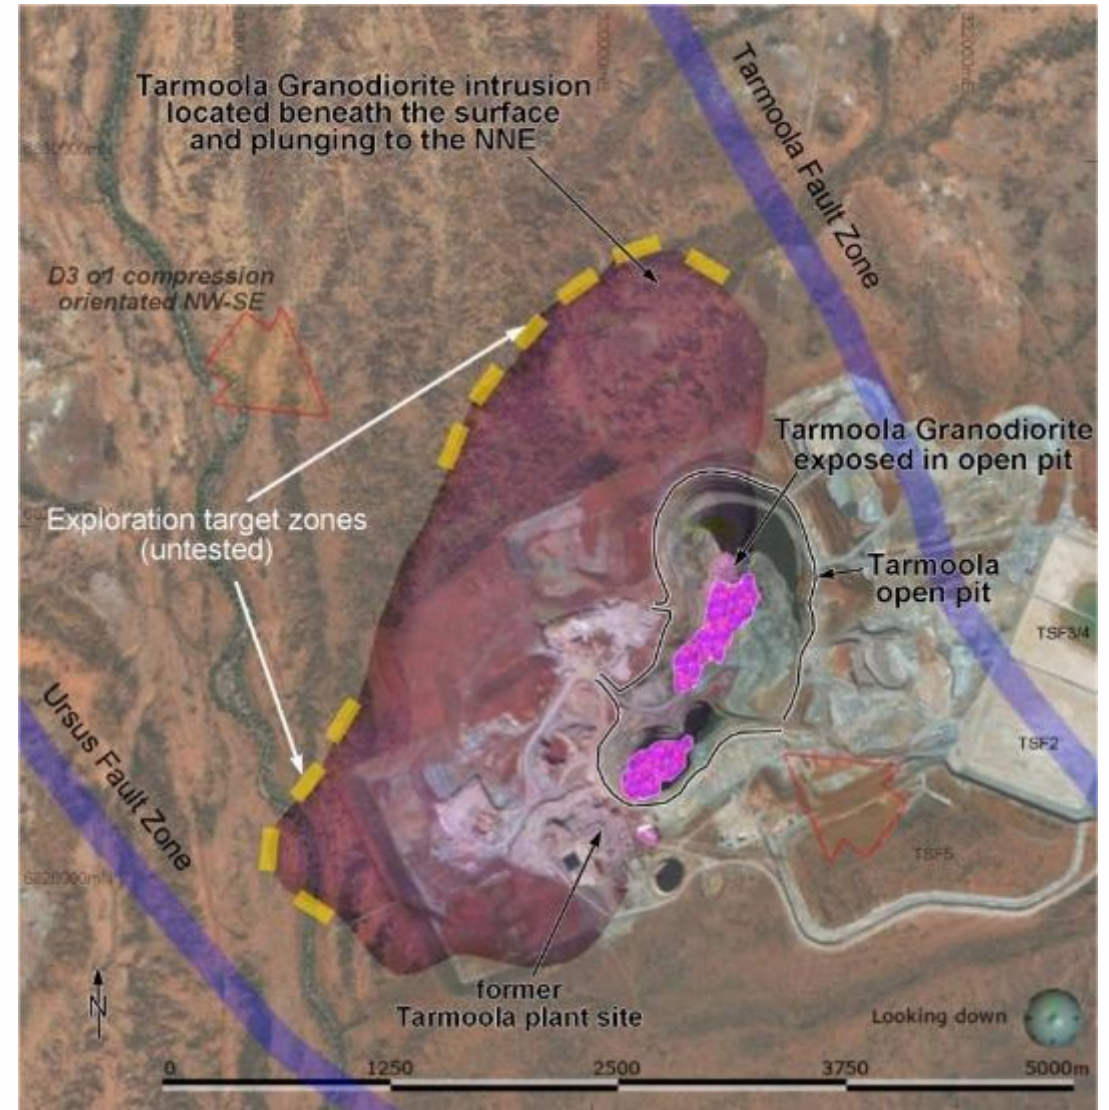 Tarmoola Granodiorite intrusion
located beneath the surface
and plunging to the NNE
Tarmoola Fault Zone
D3 σ1 compression
orientated NW-SE
Tarmoola Granodiorite
exposed in open pit
Exploration target zones
(untested)
Tarmoola
open pit
TSF3/4
Ursus Fault Zone
TSF2
TSF5
6820000mN
former
Tarmoola plant site
N
Looking down
0 1250 2500 3750 5000m